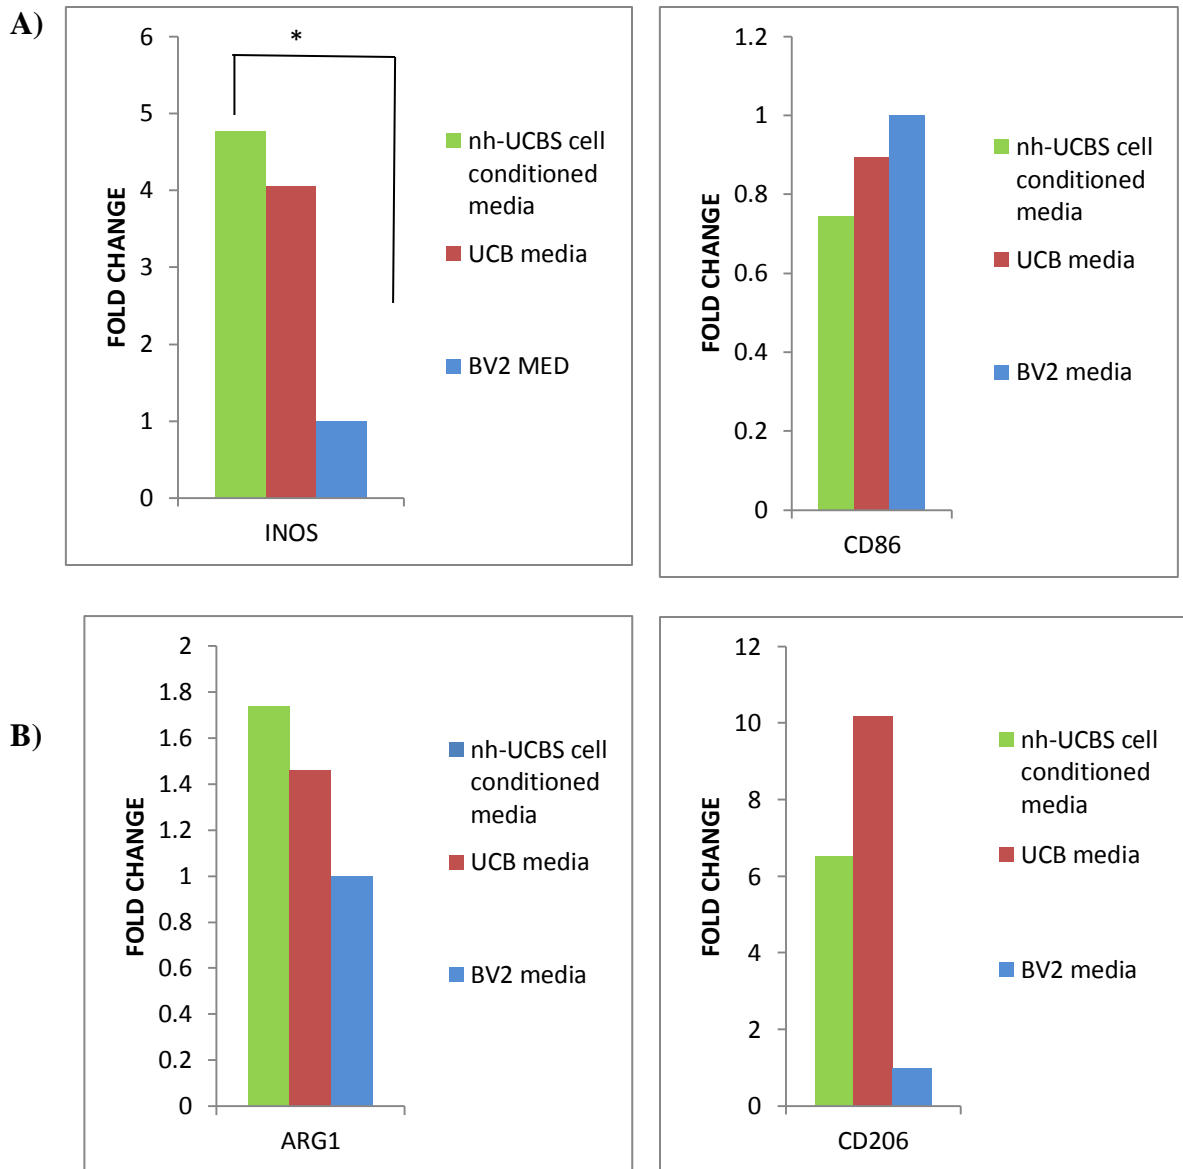 A)
6
5
4
3
2
1
0
FOLD CHANGE
*
INOS
nh-UCBS cell
conditioned
media
UCB media
BV2 MED
1.2
1
0.8
0.6
0.4
0.2
0
FOLD CHANGE
CD86
nh-UCBS cell
conditioned
media
UCB media
BV2 media
B)
2
1.8
1.6
1.4
1.2
1
0.8
0.6
0.4
0.2
0
FOLD CHANGE
ARG1
nh-UCBS cell
conditioned
media
UCB media
BV2 media
12
10
8
6
4
2
0
FOLD CHANGE
CD206
nh-UCBS cell
conditioned
media
UCB media
BV2 media